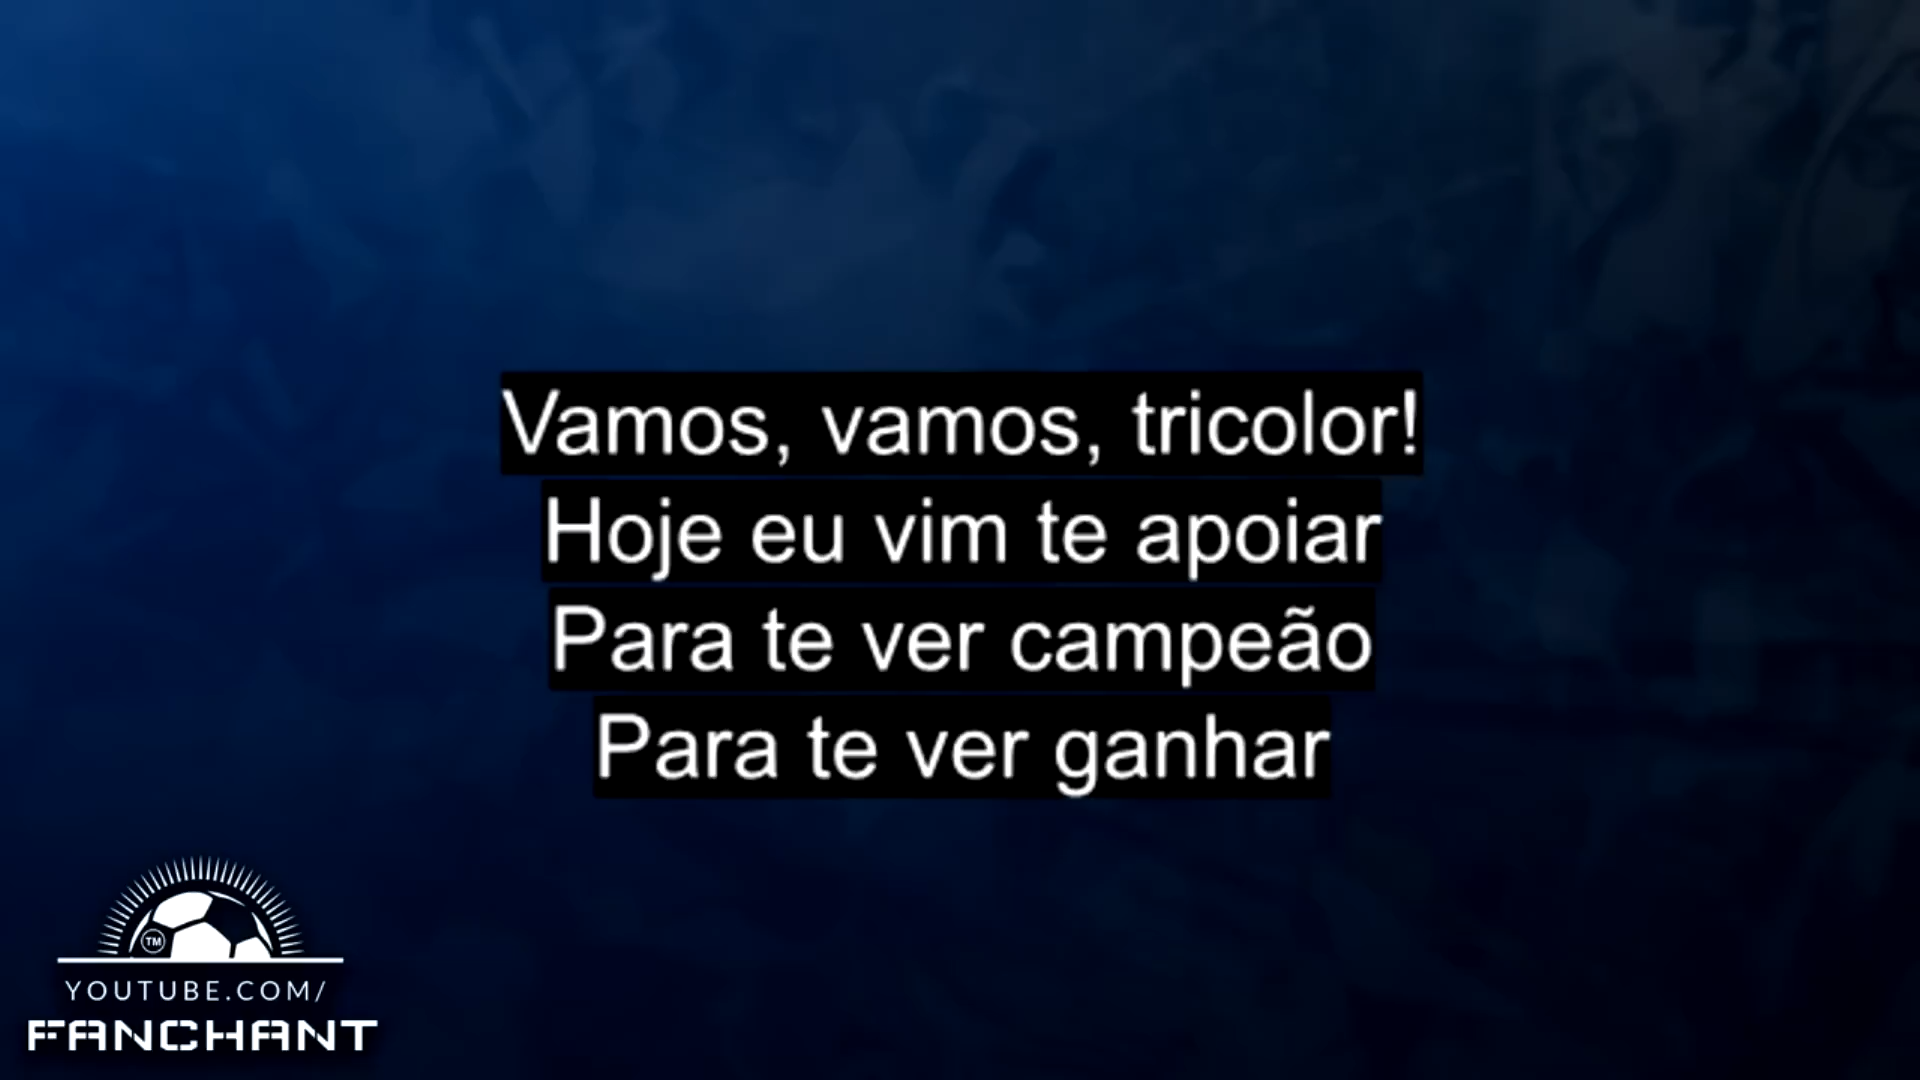 Vamos, vamos, tricolor!
Hoje eu vim te apoiar
Para te ver campeão
Para te ver ganhar
TM
YOUTUBE.COM/
FANCHANT